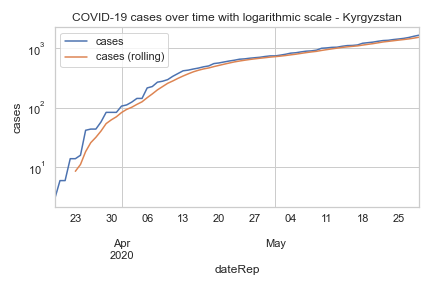 COVID-19 cases over time with logarithmic scale - Kyrgyzstan
cases
cases (rolling)
10³
10²
10¹
cases
23 30 06 13 20 27 04 11 18 25
Apr May
2020
dateRep